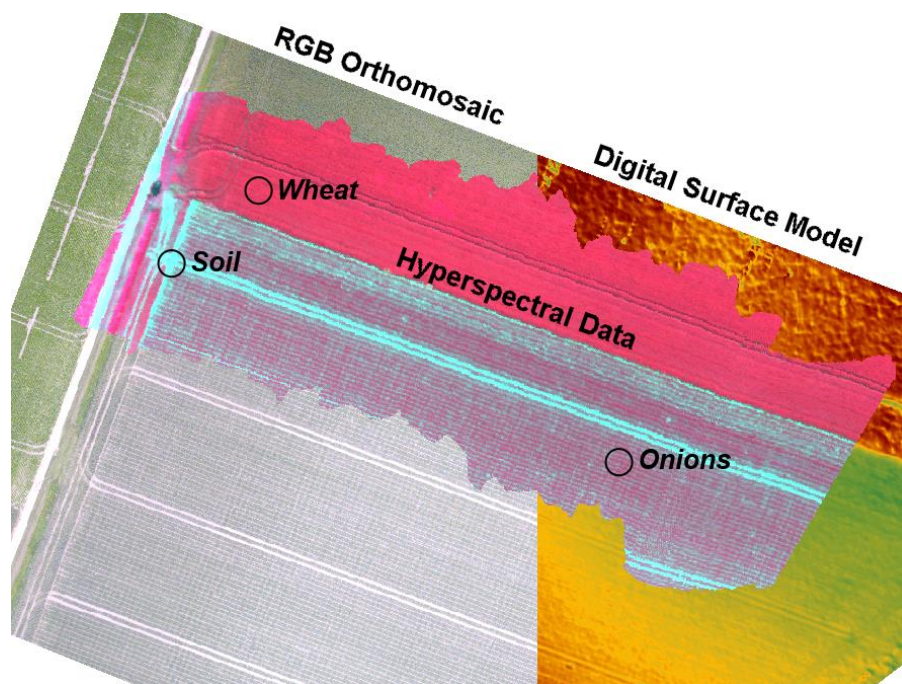 RGB Orthomosaic
Digital Surface Model
Wheat
Hyperspectral Data
Soil
Onions